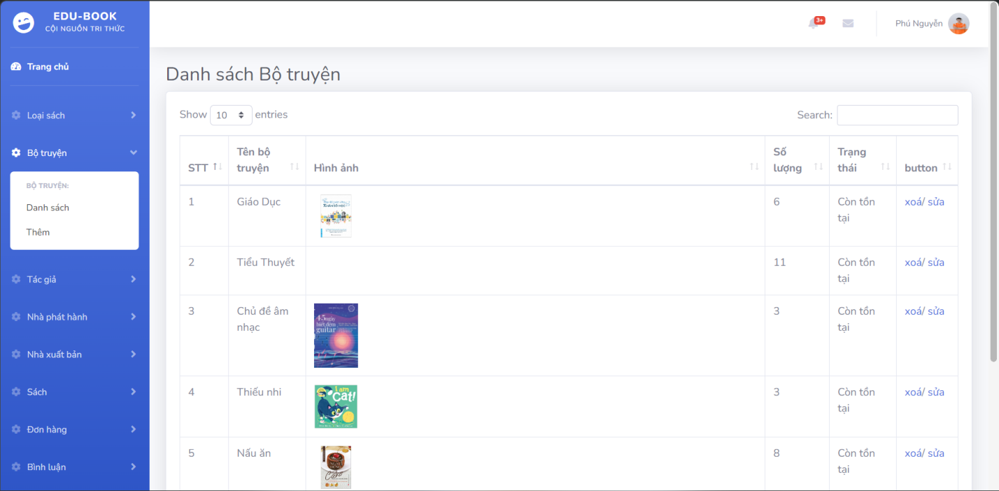 EDU-BOOK
CỘI NGUỒN TRI THỨC
3+
Phú Nguyễn
Trang chủ
Loại sách
Bộ truyện
BỘ TRUYỆN:
Danh sách
Thêm
Tác giả
Nhà phát hành
Nhà xuất bản
Sách
Đơn hàng
Bình luận
Danh sách Bộ truyện
Show 10 entries
Search:
STT
Tên bộ
truyện
Hình ảnh
Số
lượng
Trạng
thái
button
1
Giáo Dục
6
Còn tồn
tại
xoá/ sửa
2
Tiểu Thuyết
11
Còn tồn
tại
xoá/ sửa
3
Chủ đề âm
nhạc
45 ngày
biết đệm
guitar
3
Còn tồn
tại
xoá/ sửa
4
Thiếu nhi
I am
Cat!
3
Còn tồn
tại
xoá/ sửa
5
Nấu ăn
8
Còn tồn
tại
xoá/ sửa